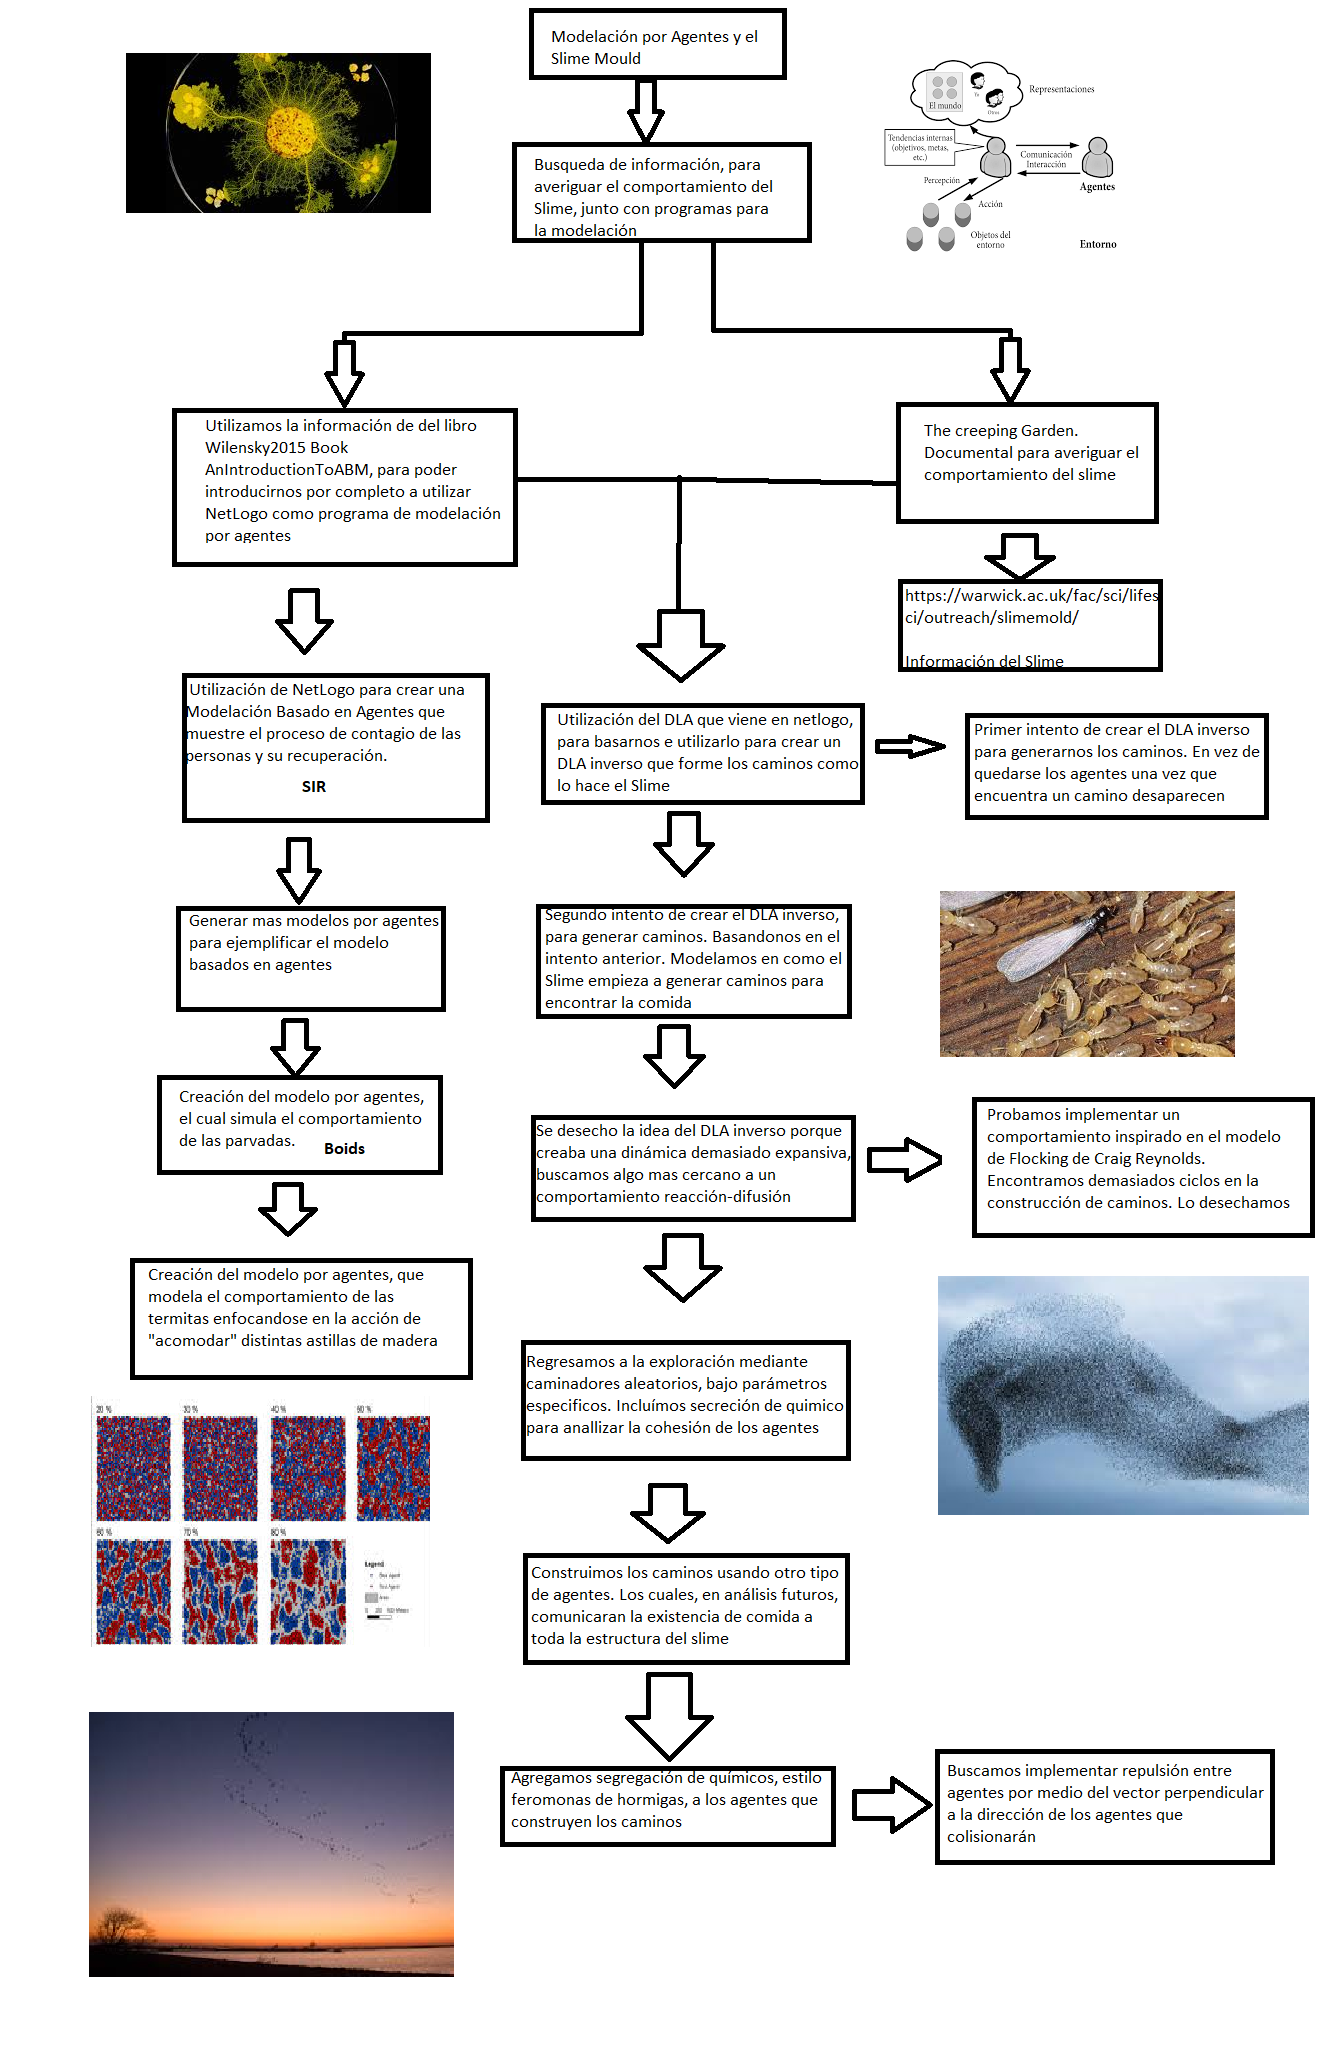 Modelación por Agentes y el
Slime Mould
El mundo
Yo
Otros
Representaciones
Tendencias internas
(objetivos, metas,
etc.)
Comunicación
Interacción
Agentes
Percepción
Acción
Objetos del
entorno
Entorno
Busqueda de información, para
averiguar el comportamiento del
Slime, junto con programas para
la modelación
Utilizamos la información de del libro
Wilensky2015 Book
AnIntroductionToABM, para poder
introducirnos por completo a utilizar
NetLogo como programa de modelación
por agentes
The creeping Garden.
Documental para averiguar el
comportamiento del slime
https://warwick.ac.uk/fac/sci/lifes
ci/outreach/slimemold/
Información del Slime
Utilización de NetLogo para crear una
Modelación Basado en Agentes que
muestre el proceso de contagio de las
personas y su recuperación.
SIR
Utilización del DLA que viene en netlogo,
para basarnos e utilizarlo para crear un
DLA inverso que forme los caminos como
lo hace el Slime
Primer intento de crear el DLA inverso
para generarnos los caminos. En vez de
quedarse los agentes una vez que
encuentra un camino desaparecen
Generar mas modelos por agentes
para ejemplificar el modelo
basados en agentes
Segundo intento de crear el DLA inverso,
para generar caminos. Basandonos en el
intento anterior. Modelamos en como el
Slime empieza a generar caminos para
encontrar la comida
Creación del modelo por agentes,
el cual simula el comportamiento
de las parvadas.
Boids
Se desecho la idea del DLA inverso porque
creaba una dinámica demasiado expansiva,
buscamos algo mas cercano a un
comportamiento reacción-difusión
Probamos implementar un
comportamiento inspirado en el modelo
de Flocking de Craig Reynolds.
Encontramos demasiados ciclos en la
construcción de caminos. Lo desechamos
Creación del modelo por agentes, que
modela el comportamiento de las
termitas enfocandose en la acción de
"acomodar" distintas astillas de madera
Regresamos a la exploración mediante
caminadores aleatorios, bajo parámetros
especificos. Incluímos secreción de quimico
para anallizar la cohesión de los agentes
20 %
30 %
40 %
60 %
70 %
80 %
Legend
Construimos los caminos usando otro tipo
de agentes. Los cuales, en análisis futuros,
comunicaran la existencia de comida a
toda la estructura del slime
Agregamos segregación de químicos, estilo
feromonas de hormigas, a los agentes que
construyen los caminos
Buscamos implementar repulsión entre
agentes por medio del vector perpendicular
a la dirección de los agentes que
colisionarán